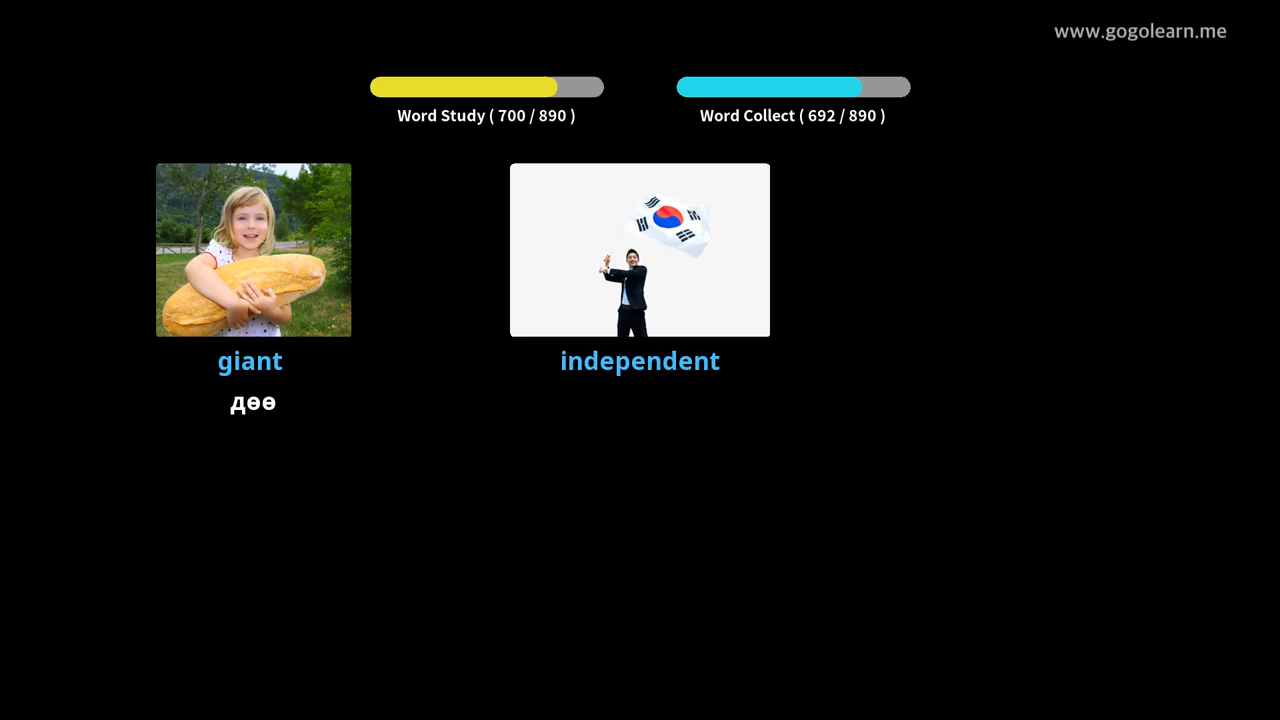 www.gogolearn.me
Word Study ( 700 / 890 )
Word Collect ( 692 / 890 )
giant
independent
дөө